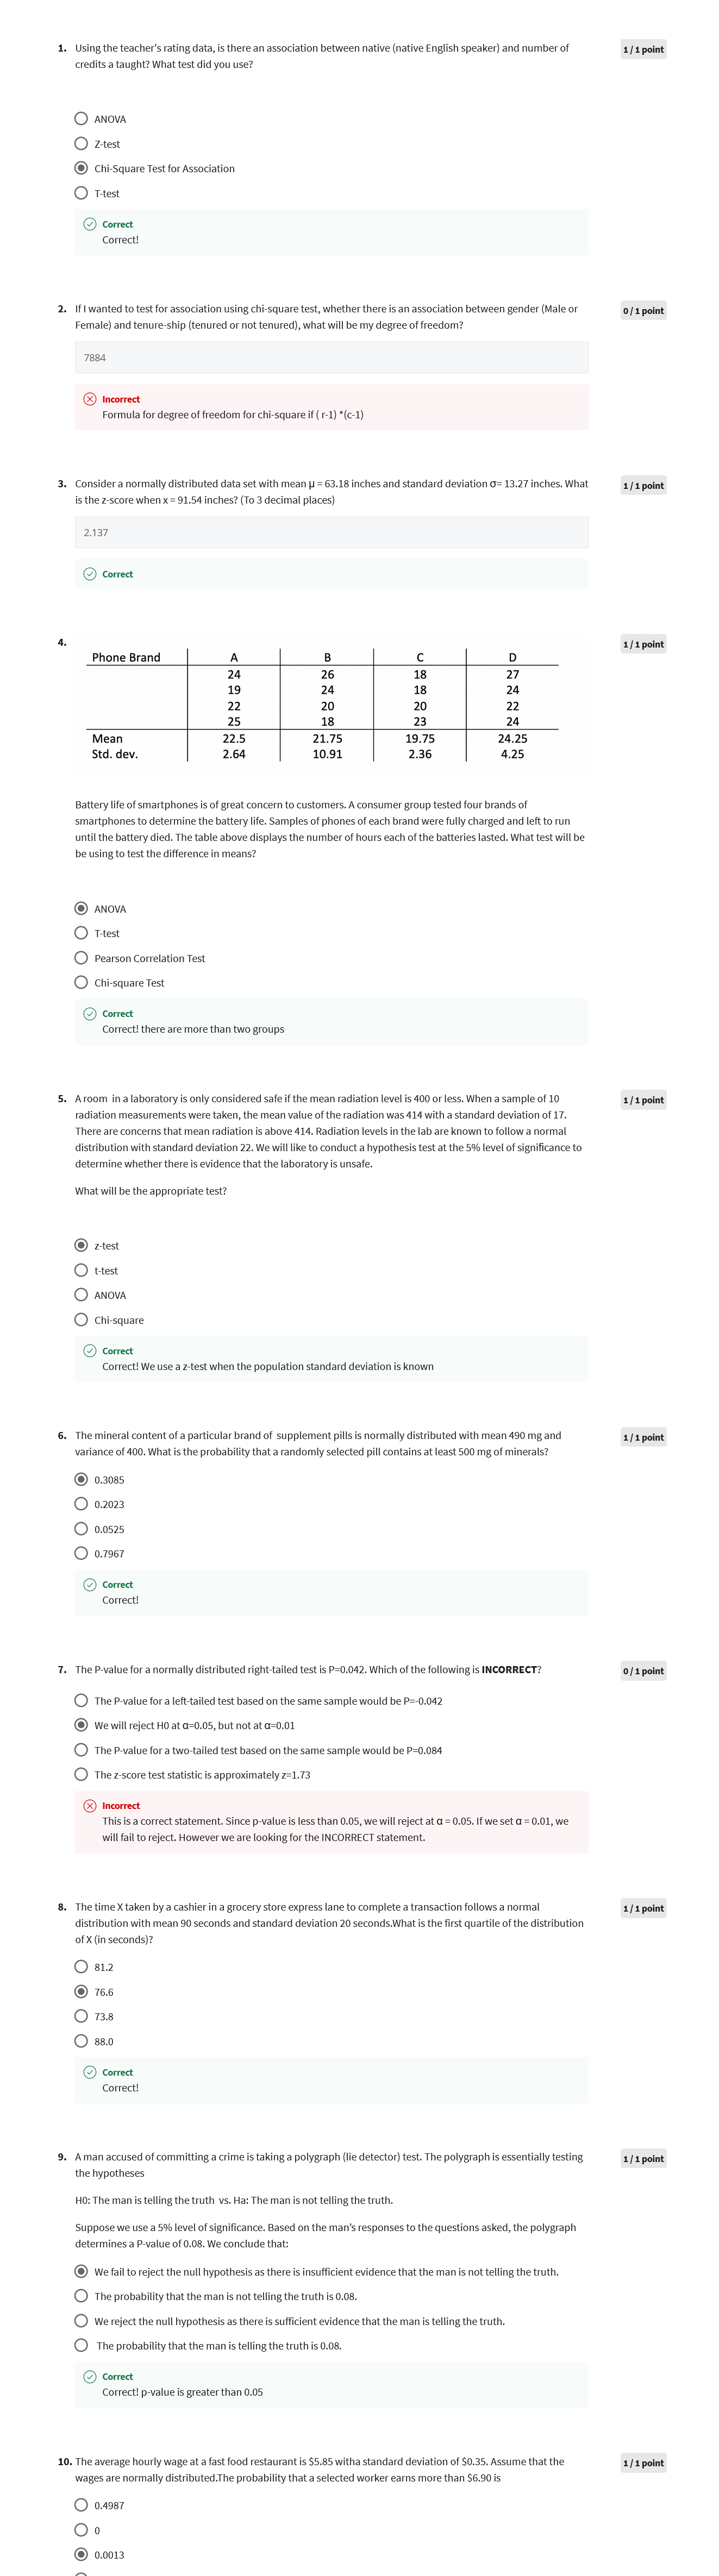 1. Using the teacher's rating data, is there an association between native (native English speaker) and number of
credits a taught? What test did you use?
1 / 1 point
ANOVA
Z-test
Chi-Square Test for Association
T-test
Correct
Correct!
2. If I wanted to test for association using chi-square test, whether there is an association between gender (Male or
Female) and tenure-ship (tenured or not tenured), what will be my degree of freedom?
0 / 1 point
7884
Incorrect
Formula for degree of freedom for chi-square if ( r-1) *(c-1)
3. Consider a normally distributed data set with mean μ = 63.18 inches and standard deviation σ= 13.27 inches. What
is the z-score when x = 91.54 inches? (To 3 decimal places)
1 / 1 point
2.137
Correct
4.
1 / 1 point
Phone Brand A B C D
24 26 18 27
19 24 18 24
22 20 20 22
25 18 23 24
Mean 22.5 21.75 19.75 24.25
Std. dev. 2.64 10.91 2.36 4.25
Battery life of smartphones is of great concern to customers. A consumer group tested four brands of
smartphones to determine the battery life. Samples of phones of each brand were fully charged and left to run
until the battery died. The table above displays the number of hours each of the batteries lasted. What test will be
be using to test the difference in means?
ANOVA
T-test
Pearson Correlation Test
Chi-square Test
Correct
Correct! there are more than two groups
5. A room in a laboratory is only considered safe if the mean radiation level is 400 or less. When a sample of 10
radiation measurements were taken, the mean value of the radiation was 414 with a standard deviation of 17.
There are concerns that mean radiation is above 414. Radiation levels in the lab are known to follow a normal
distribution with standard deviation 22. We will like to conduct a hypothesis test at the 5% level of significance to
determine whether there is evidence that the laboratory is unsafe.
1 / 1 point
What will be the appropriate test?
z-test
t-test
ANOVA
Chi-square
Correct
Correct! We use a z-test when the population standard deviation is known
6. The mineral content of a particular brand of supplement pills is normally distributed with mean 490 mg and
variance of 400. What is the probability that a randomly selected pill contains at least 500 mg of minerals?
1 / 1 point
0.3085
0.2023
0.0525
0.7967
Correct
Correct!
7. The P-value for a normally distributed right-tailed test is P=0.042. Which of the following is INCORRECT?
0 / 1 point
The P-value for a left-tailed test based on the same sample would be P=-0.042
We will reject H0 at α=0.05, but not at α=0.01
The P-value for a two-tailed test based on the same sample would be P=0.084
The z-score test statistic is approximately z=1.73
Incorrect
This is a correct statement. Since p-value is less than 0.05, we will reject at α = 0.05. If we set α = 0.01, we
will fail to reject. However we are looking for the INCORRECT statement.
8. The time X taken by a cashier in a grocery store express lane to complete a transaction follows a normal
distribution with mean 90 seconds and standard deviation 20 seconds.What is the first quartile of the distribution
of X (in seconds)?
1 / 1 point
81.2
76.6
73.8
88.0
Correct
Correct!
9. A man accused of committing a crime is taking a polygraph (lie detector) test. The polygraph is essentially testing
the hypotheses
1 / 1 point
H0: The man is telling the truth vs. Ha: The man is not telling the truth.
Suppose we use a 5% level of significance. Based on the man's responses to the questions asked, the polygraph
determines a P-value of 0.08. We conclude that:
We fail to reject the null hypothesis as there is insufficient evidence that the man is not telling the truth.
The probability that the man is not telling the truth is 0.08.
We reject the null hypothesis as there is sufficient evidence that the man is telling the truth.
The probability that the man is telling the truth is 0.08.
Correct
Correct! p-value is greater than 0.05
10. The average hourly wage at a fast food restaurant is $5.85 witha standard deviation of $0.35. Assume that the
wages are normally distributed.The probability that a selected worker earns more than $6.90 is
1 / 1 point
0.4987
0
0.0013